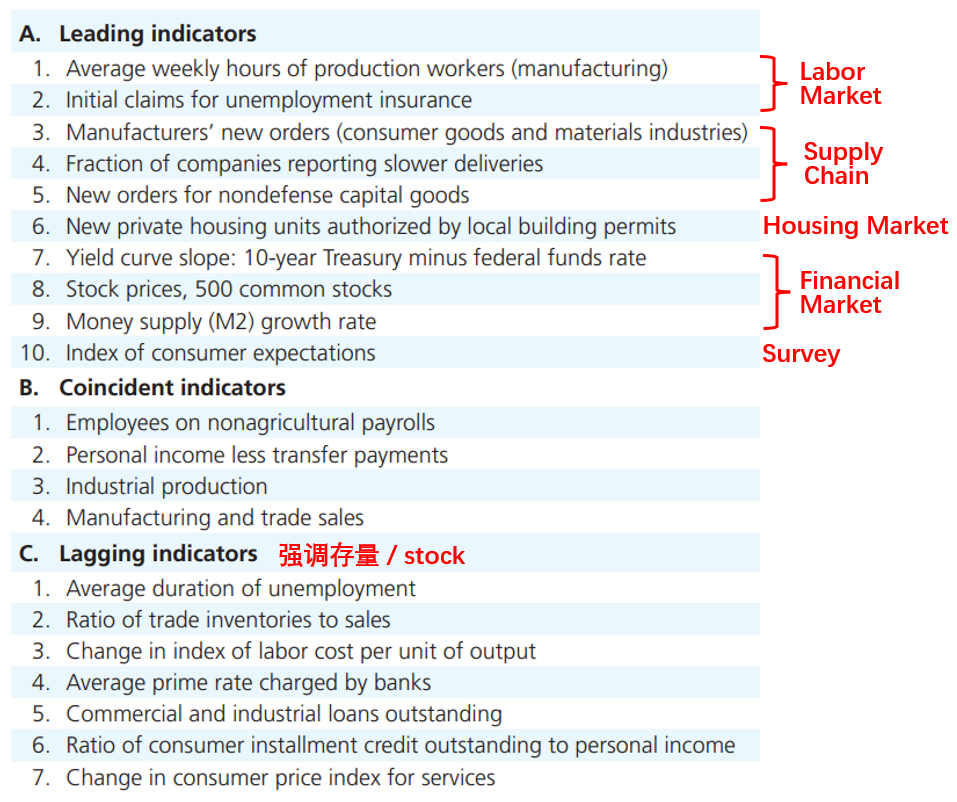 A. Leading indicators
1. Average weekly hours of production workers (manufacturing)
2. Initial claims for unemployment insurance
Labor
Market
3. Manufacturers’ new orders (consumer goods and materials industries)
4. Fraction of companies reporting slower deliveries
5. New orders for nondefense capital goods
Supply
Chain
6. New private housing units authorized by local building permits
Housing Market
7. Yield curve slope: 10-year Treasury minus federal funds rate
8. Stock prices, 500 common stocks
9. Money supply (M2) growth rate
Financial
Market
10. Index of consumer expectations
Survey
B. Coincident indicators
1. Employees on nonagricultural payrolls
2. Personal income less transfer payments
3. Industrial production
4. Manufacturing and trade sales
C. Lagging indicators 强调存量 / stock
1. Average duration of unemployment
2. Ratio of trade inventories to sales
3. Change in index of labor cost per unit of output
4. Average prime rate charged by banks
5. Commercial and industrial loans outstanding
6. Ratio of consumer installment credit outstanding to personal income
7. Change in consumer price index for services